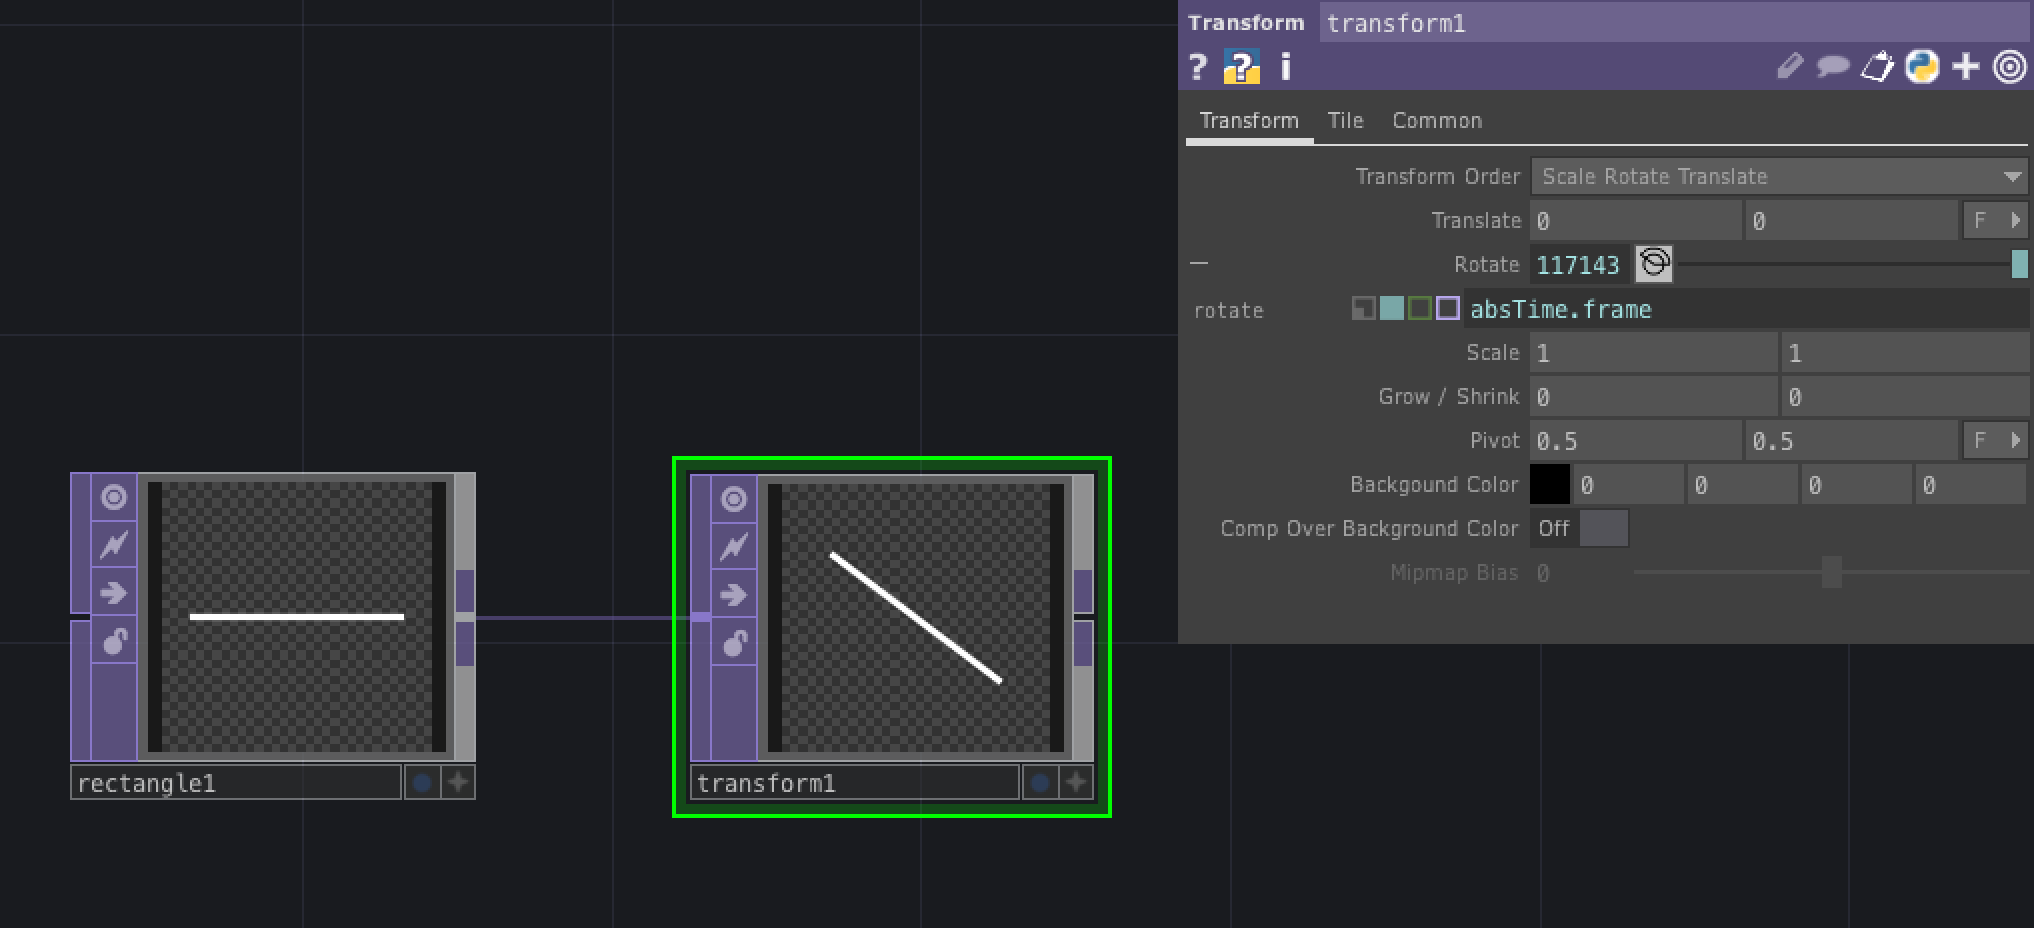 Transform transform1
? ? i
Transform Tile Common
Transform Order Scale Rotate Translate
Translate 0 0 F
Rotate 117143
rotate absTime.frame
Scale 1 1
Grow / Shrink 0 0
Pivot 0.5 0.5 F
Backgound Color 0 0 0 0
Comp Over Background Color Off
Mipmap Bias 0
rectangle1
transform1